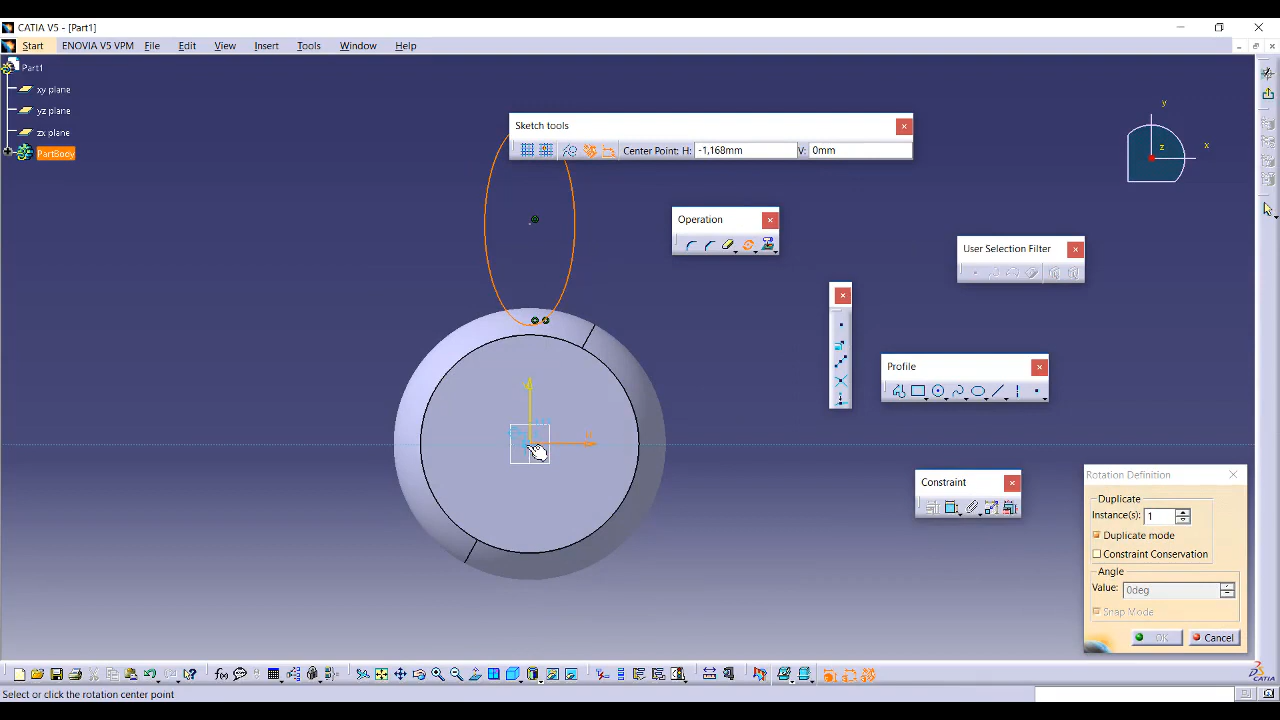 CATIA V5 - [Part1]
Start ENOVIA V5 VPM File Edit View Insert Tools Window Help
Part1
xy plane
yz plane
zx plane
PartBody
Sketch tools
Center Point: H: -1,168mm V: 0mm
Operation
User Selection Filter
Profile
Constraint
y
x
z
H
Rotation Definition
Duplicate
Instance(s): 1
Duplicate mode
Constraint Conservation
Angle
Value: 0deg
Snap Mode
OK Cancel
f(x)
CATIA
Select or click the rotation center point